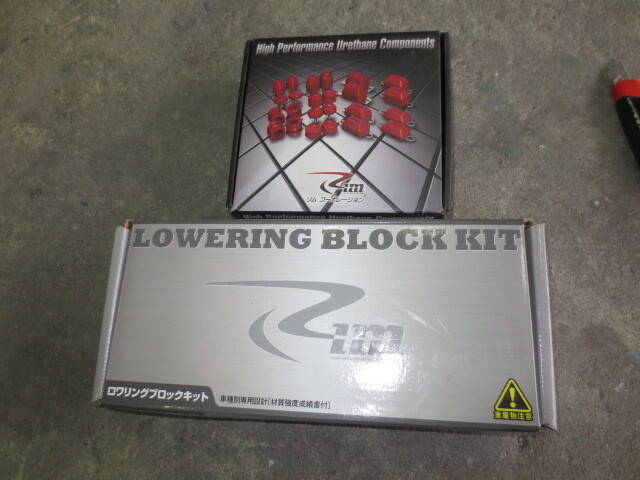 High Performance Urethane Components
Rim
リム コーポレーション
High Performance Urethane Components
LOWERING BLOCK KIT
Rim
ロワリングブロックキット
車種別専用設計[材質強度成績書付]
重量物注意